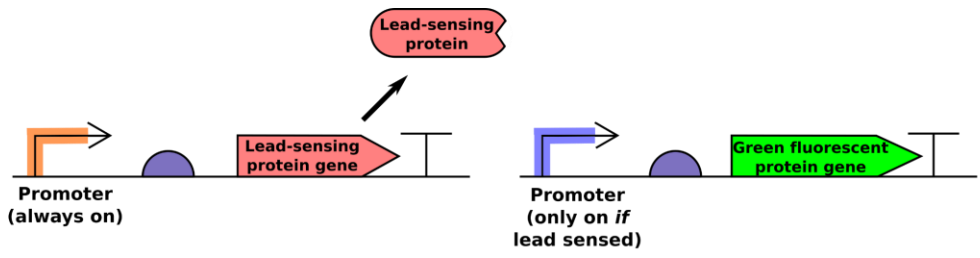 Lead-sensing
protein
Lead-sensing
protein gene
Promoter
(always on)
Green fluorescent
protein gene
Promoter
(only on if
lead sensed)